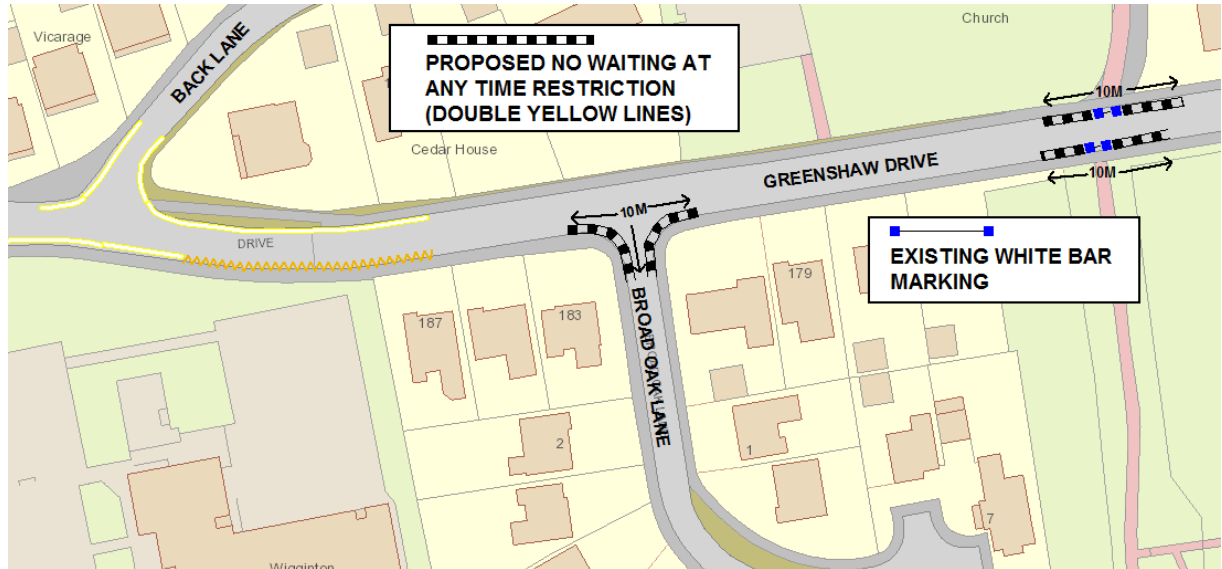 Church
Vicarage
BACK LANE
PROPOSED NO WAITING AT
ANY TIME RESTRICTION
(DOUBLE YELLOW LINES)
Cedar House
10M
10M
GREENSHAW DRIVE
10M
DRIVE
EXISTING WHITE BAR
MARKING
179
187
183
BROAD OAK LANE
2
1
7
Wigginton